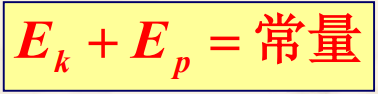 E_k + E_p = 常量